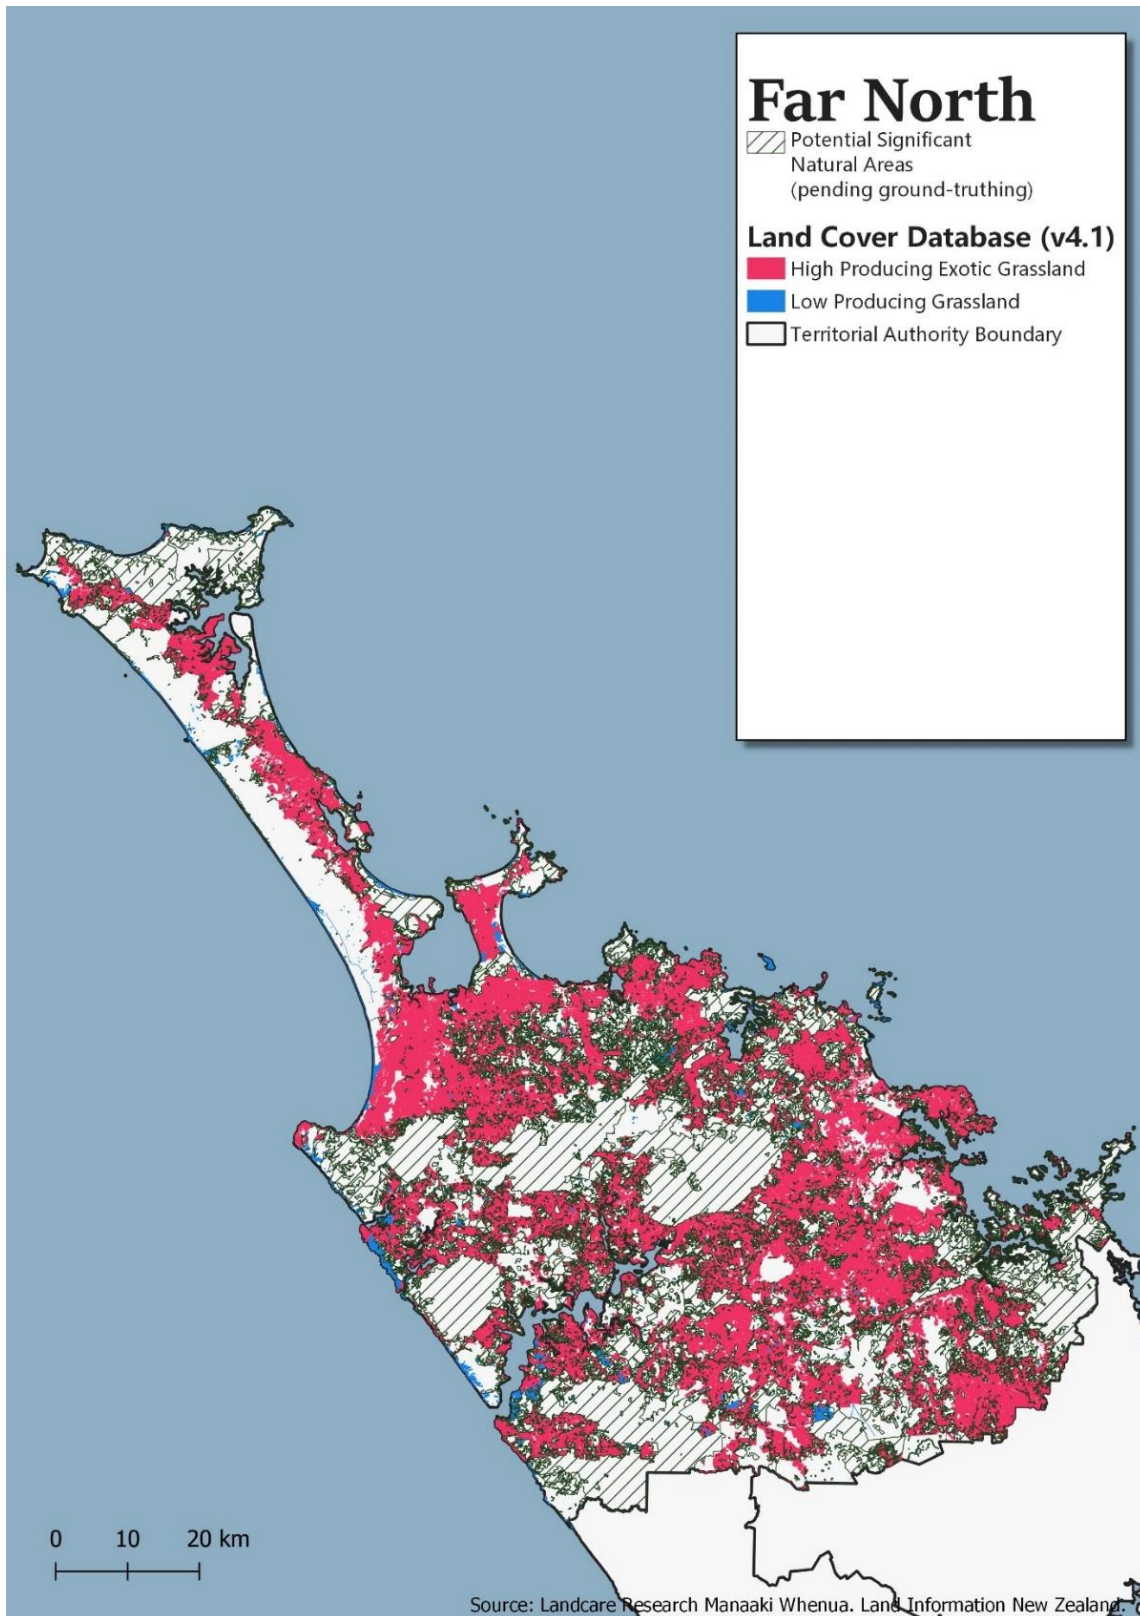 Far North
Potential Significant
Natural Areas
(pending ground-truthing)
Land Cover Database (v4.1)
High Producing Exotic Grassland
Low Producing Grassland
Territorial Authority Boundary
0 10 20 km
Source: Landcare Research Manaaki Whenua. Land Information New Zealand.